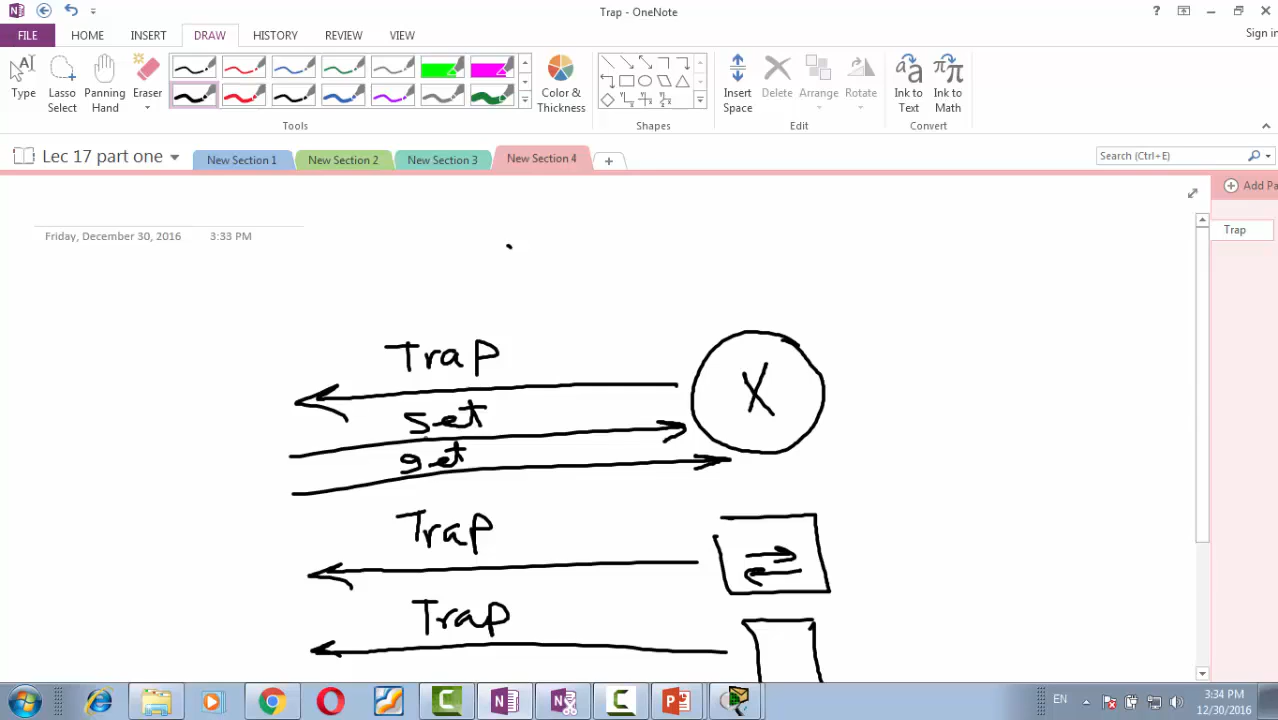 Trap - OneNote
Sign in
FILE HOME INSERT DRAW HISTORY REVIEW VIEW
Type
Lasso Select
Panning Hand
Eraser
Color & Thickness
Insert Space
Delete
Arrange
Rotate
Ink to Text
Ink to Math
Tools
Shapes
Edit
Convert
Lec 17 part one
New Section 1
New Section 2
New Section 3
New Section 4
Search (Ctrl+E)
Add Pa
Trap
Friday, December 30, 2016 3:33 PM
Trap
X
set
get
Trap
Trap
EN
3:34 PM
12/30/2016